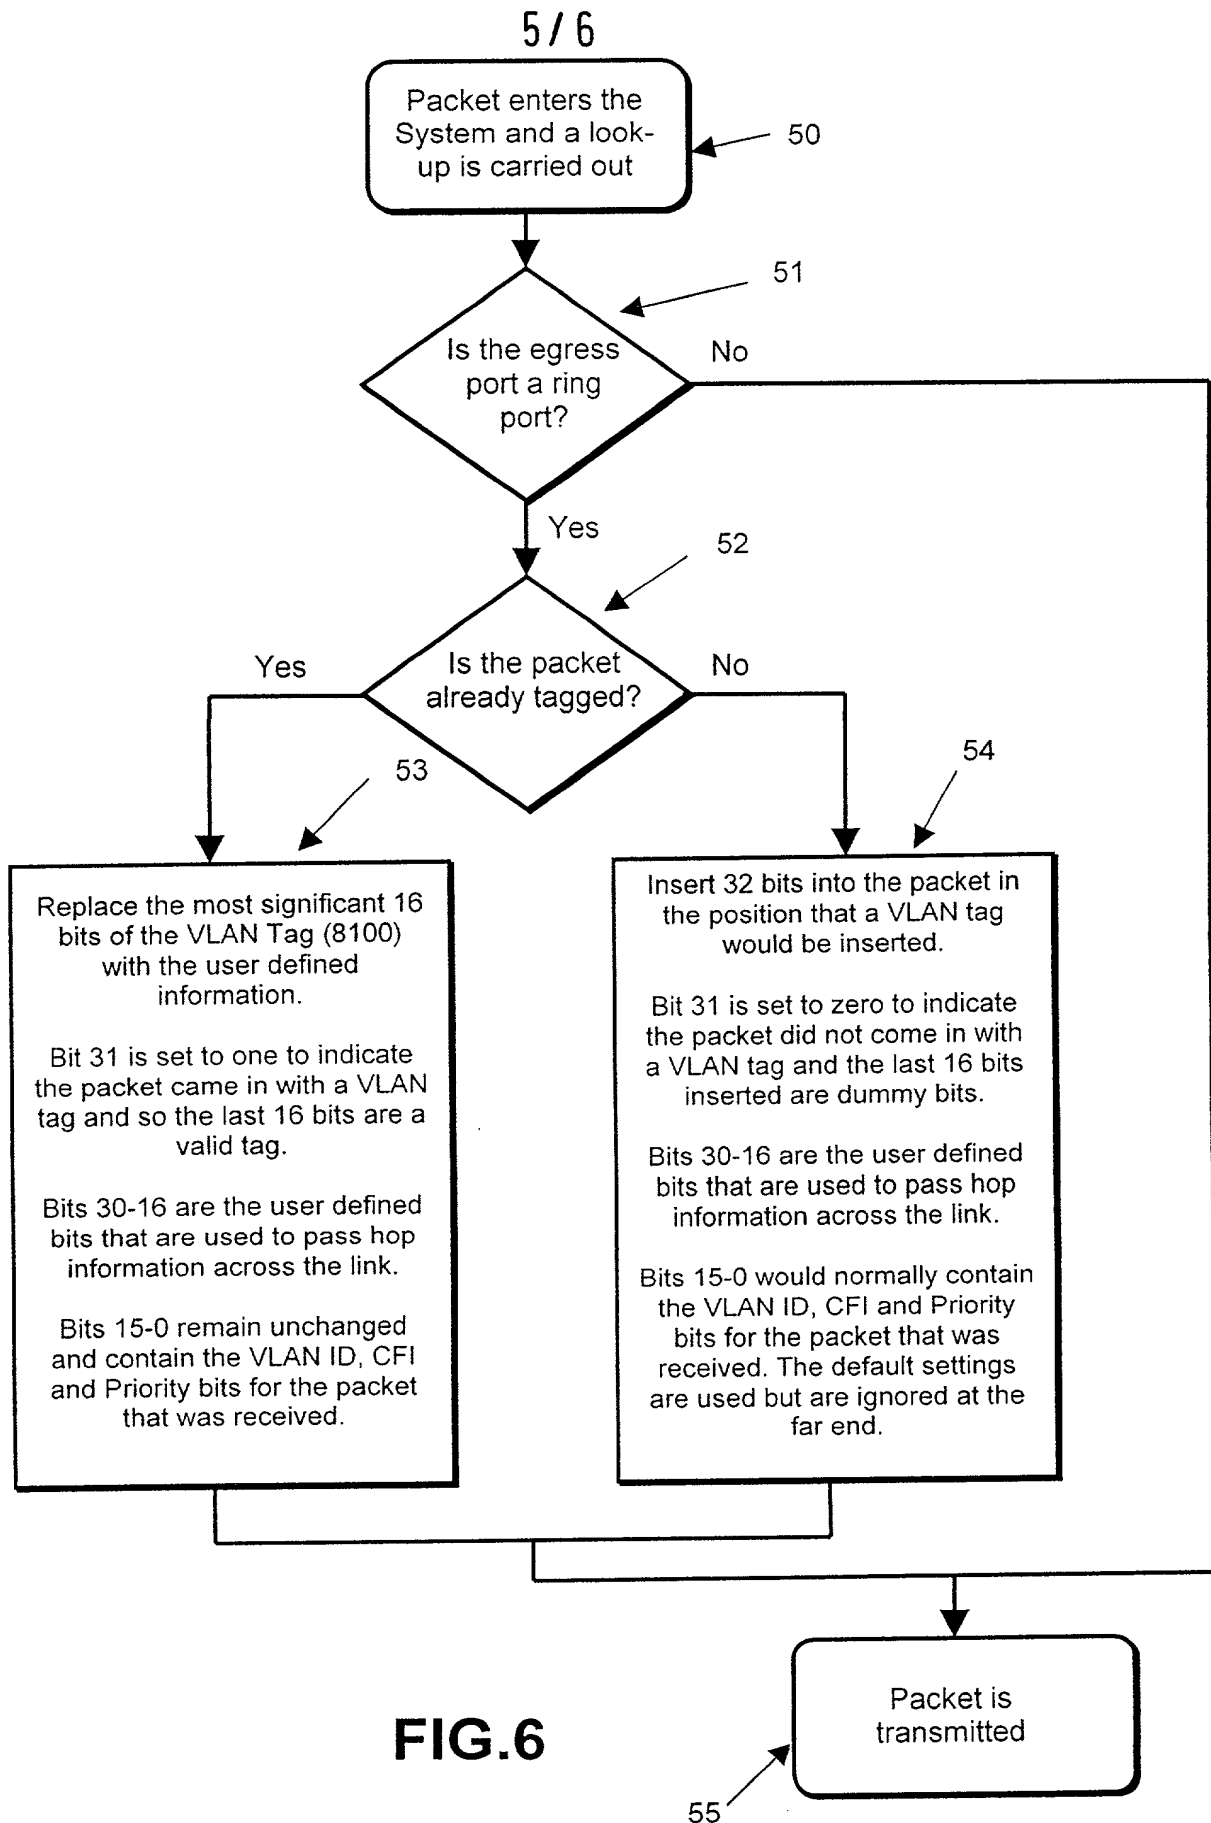 5/6
Packet enters the
System and a look-
up is carried out
50
51
Is the egress
port a ring
port?
No
Yes
52
Is the packet
already tagged?
Yes
No
53
54
Replace the most significant 16
bits of the VLAN Tag (8100)
with the user defined
information.
Bit 31 is set to one to indicate
the packet came in with a VLAN
tag and so the last 16 bits are a
valid tag.
Bits 30-16 are the user defined
bits that are used to pass hop
information across the link.
Bits 15-0 remain unchanged
and contain the VLAN ID, CFI
and Priority bits for the packet
that was received.
Insert 32 bits into the packet in
the position that a VLAN tag
would be inserted.
Bit 31 is set to zero to indicate
the packet did not come in with
a VLAN tag and the last 16 bits
inserted are dummy bits.
Bits 30-16 are the user defined
bits that are used to pass hop
information across the link.
Bits 15-0 would normally contain
the VLAN ID, CFI and Priority
bits for the packet that was
received. The default settings
are used but are ignored at the
far end.
Packet is
transmitted
FIG.6
55